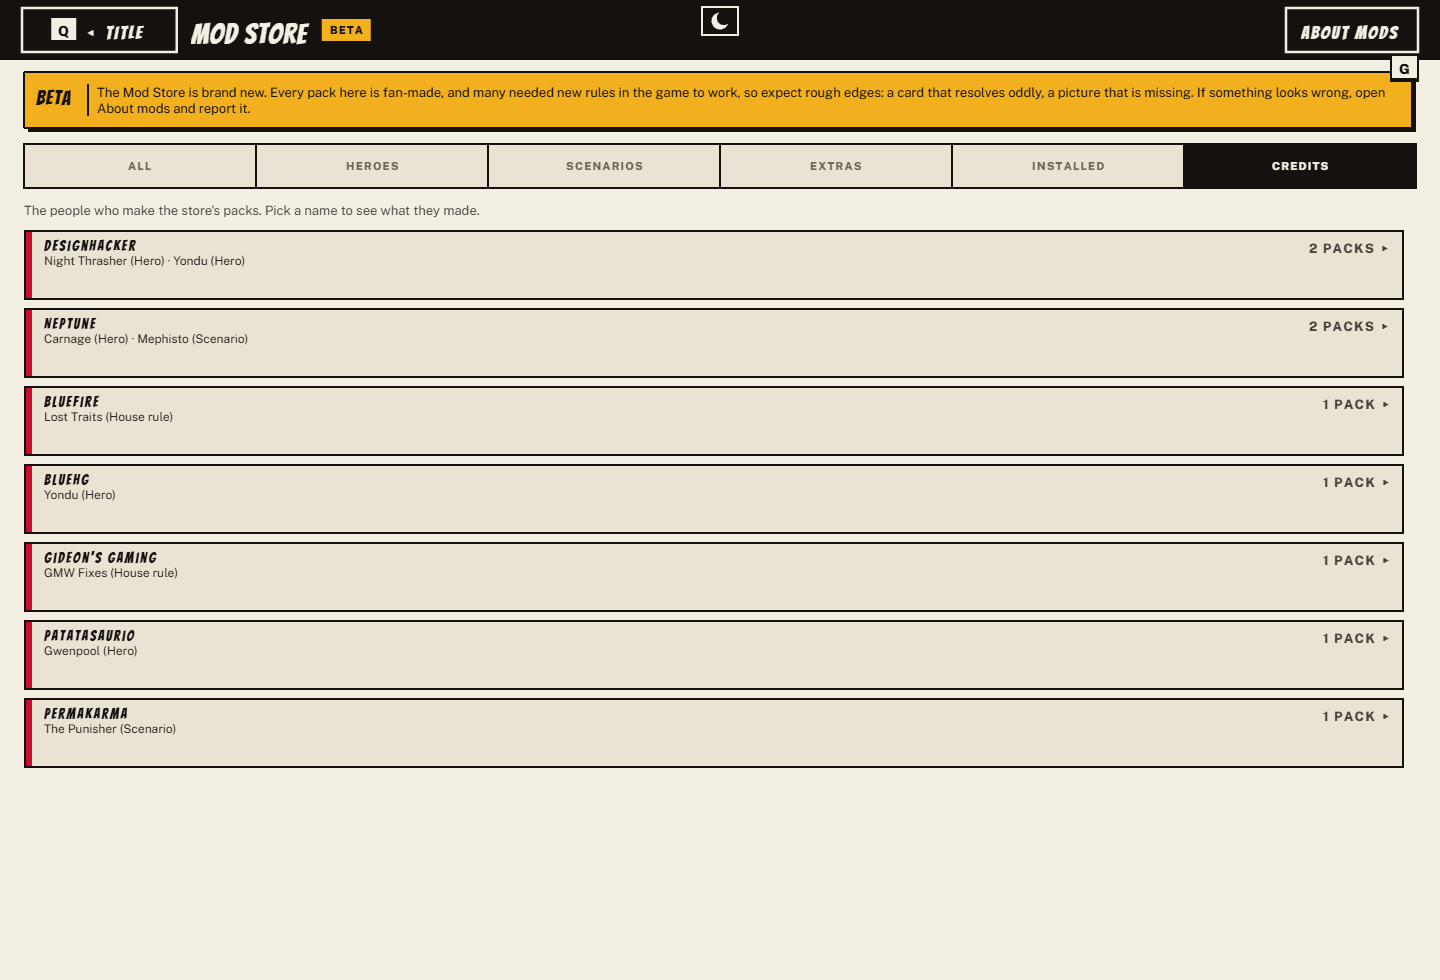 Q ◂ TITLE
MOD STORE
BETA
ABOUT MODS
G
BETA
The Mod Store is brand new. Every pack here is fan-made, and many needed new rules in the game to work, so expect rough edges: a card that resolves oddly, a picture that is missing. If something looks wrong, open
About mods and report it.
ALL
HEROES
SCENARIOS
EXTRAS
INSTALLED
CREDITS
The people who make the store's packs. Pick a name to see what they made.
DESIGNHACKER
2 PACKS ▸
Night Thrasher (Hero) · Yondu (Hero)
NEPTUNE
2 PACKS ▸
Carnage (Hero) · Mephisto (Scenario)
BLUEFIRE
1 PACK ▸
Lost Traits (House rule)
BLUEHG
1 PACK ▸
Yondu (Hero)
GIDEON'S GAMING
1 PACK ▸
GMW Fixes (House rule)
PATATASAURIO
1 PACK ▸
Gwenpool (Hero)
PERMAKARMA
1 PACK ▸
The Punisher (Scenario)